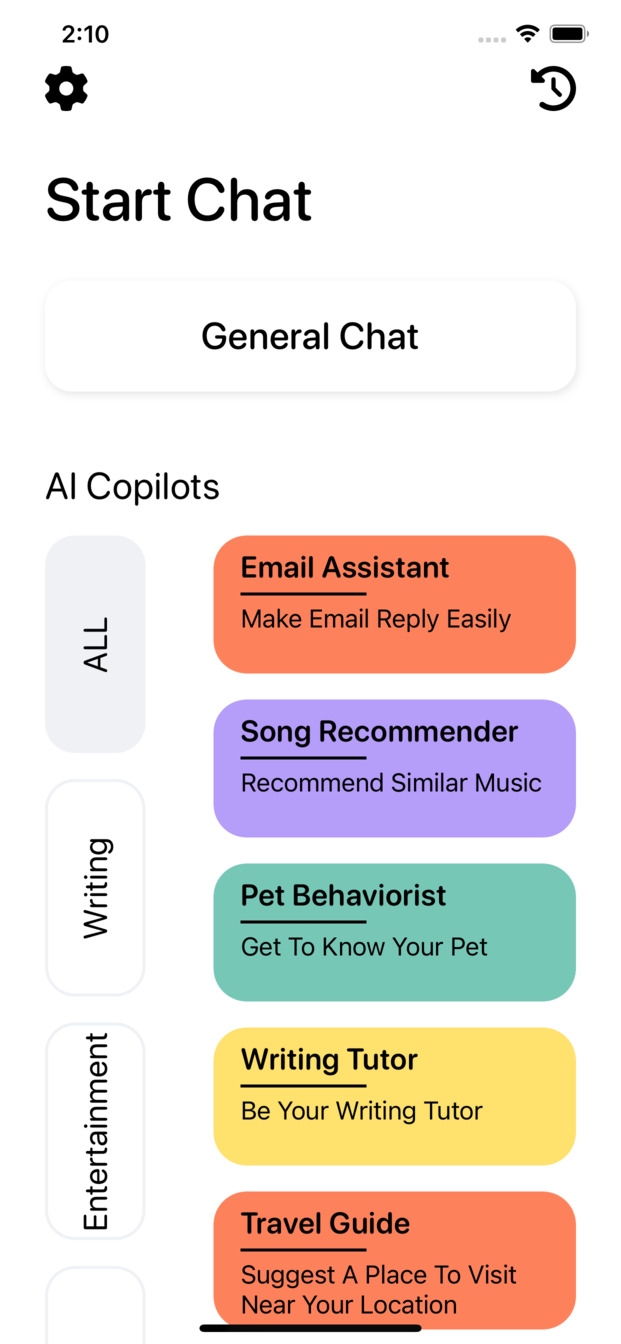 2:10
Start Chat
General Chat
AI Copilots
ALL
Writing
Entertainment
Email Assistant
Make Email Reply Easily
Song Recommender
Recommend Similar Music
Pet Behaviorist
Get To Know Your Pet
Writing Tutor
Be Your Writing Tutor
Travel Guide
Suggest A Place To Visit
Near Your Location